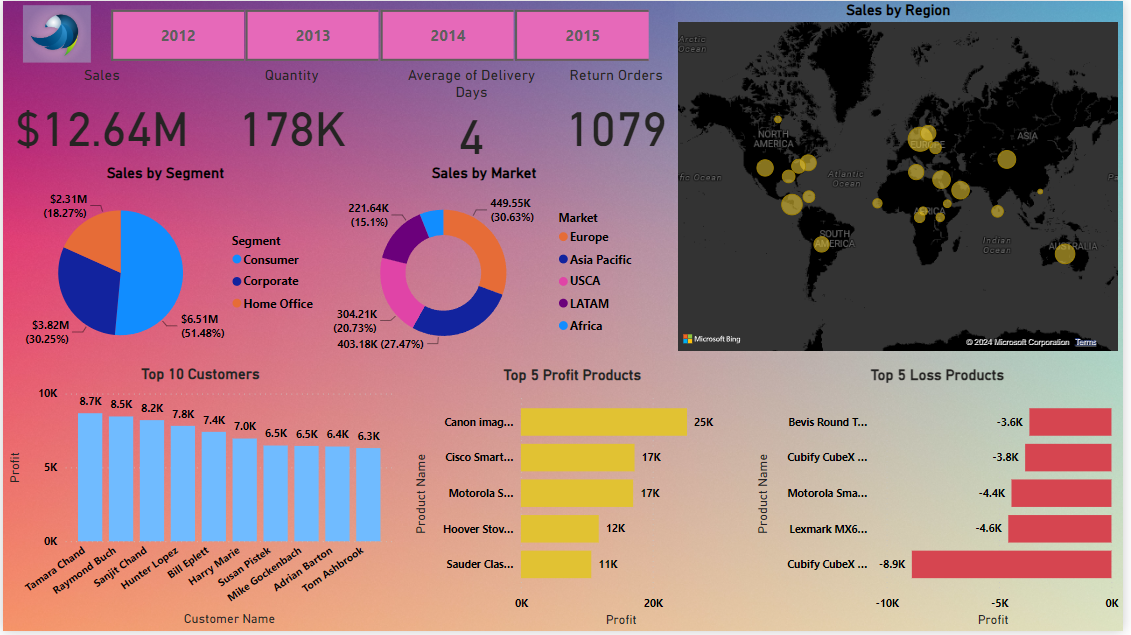 2012
2013
2014
2015
Sales
Quantity
Average of Delivery
Days
Return Orders
$12.64M
178K
4
1079
Sales by Region
Arctic
Ocean
NORTH
AMERICA
EUROPE
ASIA
Atlantic
Ocean
AFRICA
SOUTH
AMERICA
Indian
Ocean
AUSTRALIA
Microsoft Bing
© 2024 Microsoft Corporation Terms
Sales by Segment
$2.31M
(18.27%)
$3.82M
(30.25%)
$6.51M
(51.48%)
Segment
Consumer
Corporate
Home Office
Sales by Market
221.64K
(15.1%)
449.55K
(30.63%)
304.21K
(20.73%)
403.18K (27.47%)
Market
Europe
Asia Pacific
USCA
LATAM
Africa
Top 10 Customers
Profit
10K
5K
0K
8.7K
8.5K
8.2K
7.8K
7.4K
7.0K
6.5K
6.5K
6.4K
6.3K
Tamara Chand
Raymond Buch
Sanjit Chand
Hunter Lopez
Bill Eplett
Harry Marie
Susan Pistek
Mike Gockenbach
Adrian Barton
Tom Ashbrook
Customer Name
Top 5 Profit Products
Product Name
Canon imag... 25K
Cisco Smart... 17K
Motorola S... 17K
Hoover Stov... 12K
Sauder Clas... 11K
0K
20K
Profit
Top 5 Loss Products
Product Name
Bevis Round T... -3.6K
Cubify CubeX ... -3.8K
Motorola Sma... -4.4K
Lexmark MX6... -4.6K
Cubify CubeX ... -8.9K
-10K
-5K
0K
Profit